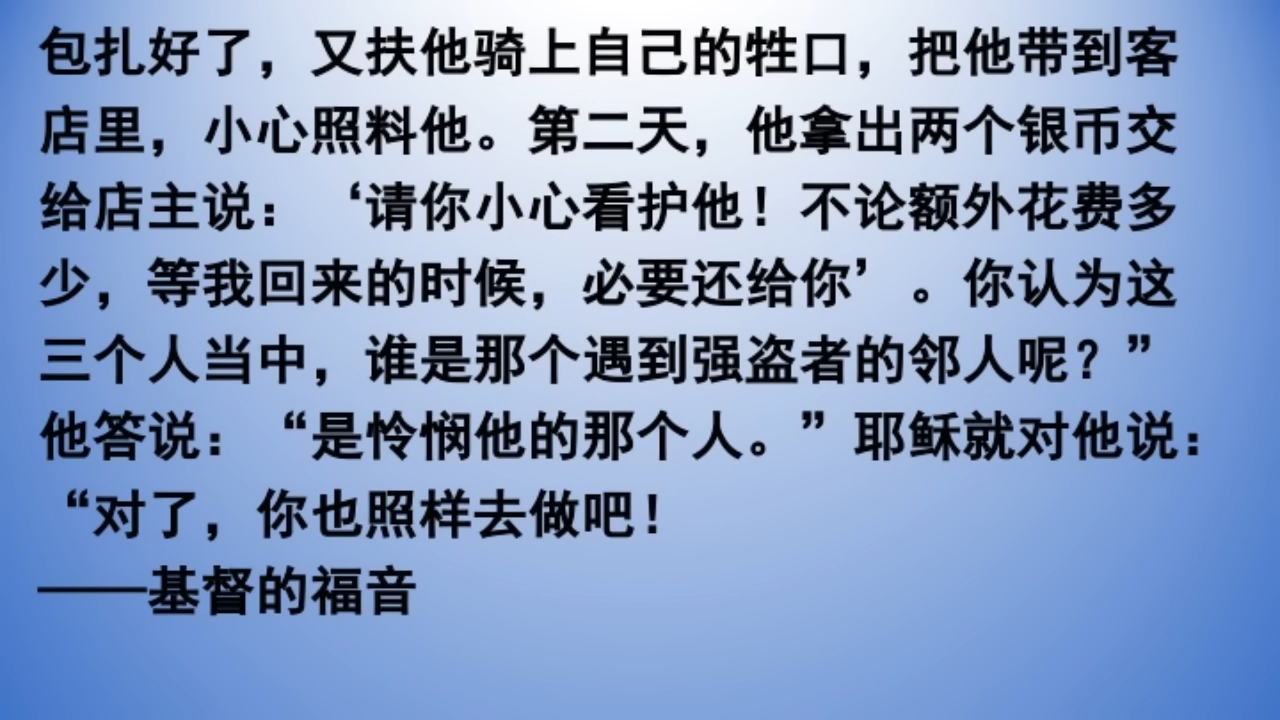 包扎好了，又扶他骑上自己的牲口，把他带到客
店里，小心照料他。第二天，他拿出两个银币交
给店主说：‘请你小心看护他！不论额外花费多
少，等我回来的时候，必要还给你’。你认为这
三个人当中，谁是那个遇到强盗者的邻人呢？”
他答说：“是怜悯他的那个人。”耶稣就对他说：
“对了，你也照样去做吧！
——基督的福音